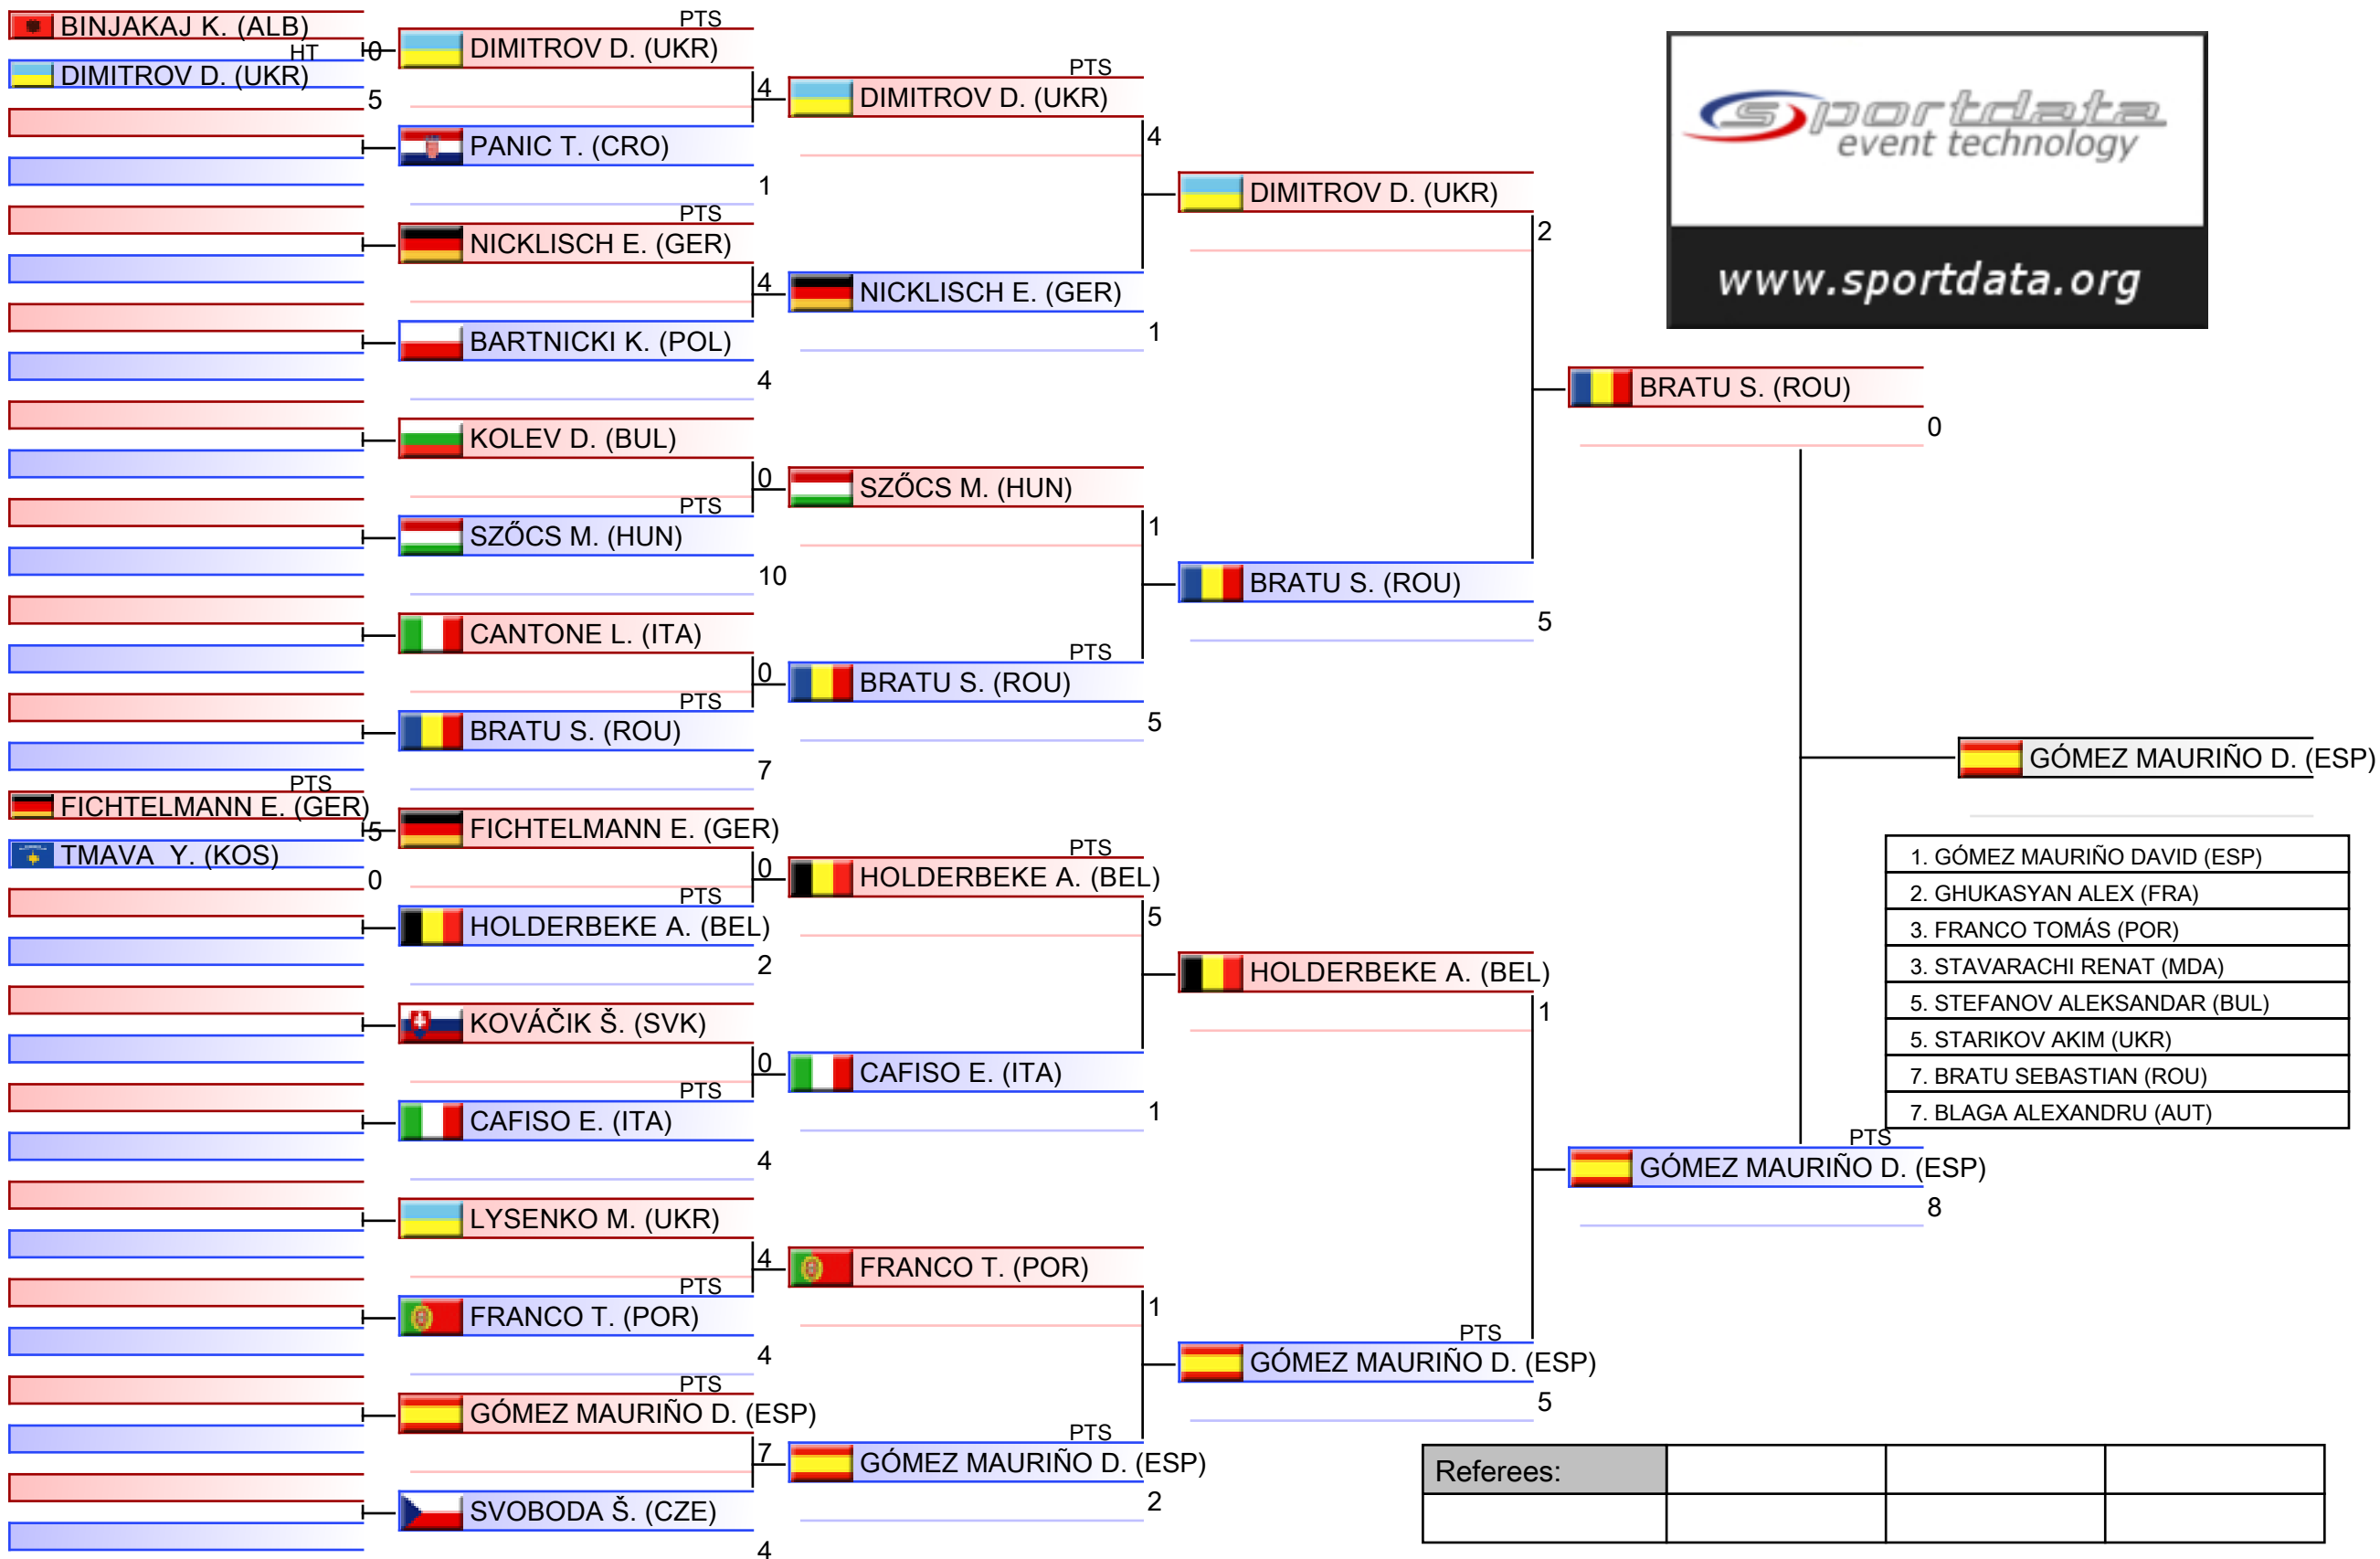 BINJAKAJ K. (ALB)
HT
0
DIMITROV D. (UKR)
5
FICHTELMANN E. (GER)
PTS
5
TMAVA  Y. (KOS)
0
PTS
DIMITROV D. (UKR)
4
PANIC T. (CRO)
1
PTS
NICKLISCH E. (GER)
4
BARTNICKI K. (POL)
4
KOLEV D. (BUL)
0
PTS
SZŐCS M. (HUN)
10
CANTONE L. (ITA)
0
PTS
BRATU S. (ROU)
7
FICHTELMANN E. (GER)
0
PTS
HOLDERBEKE A. (BEL)
2
KOVÁČIK Š. (SVK)
0
PTS
CAFISO E. (ITA)
4
LYSENKO M. (UKR)
4
PTS
FRANCO T. (POR)
4
PTS
GÓMEZ MAURIÑO D. (ESP)
7
SVOBODA Š. (CZE)
4
PTS
DIMITROV D. (UKR)
4
NICKLISCH E. (GER)
1
SZŐCS M. (HUN)
1
PTS
BRATU S. (ROU)
5
PTS
HOLDERBEKE A. (BEL)
5
CAFISO E. (ITA)
1
FRANCO T. (POR)
1
PTS
GÓMEZ MAURIÑO D. (ESP)
2
DIMITROV D. (UKR)
2
BRATU S. (ROU)
5
HOLDERBEKE A. (BEL)
1
PTS
GÓMEZ MAURIÑO D. (ESP)
5
BRATU S. (ROU)
0
PTS
GÓMEZ MAURIÑO D. (ESP)
8
GÓMEZ MAURIÑO D. (ESP)
sportdata
event technology
www.sportdata.org
1. GÓMEZ MAURIÑO DAVID (ESP)
2. GHUKASYAN ALEX (FRA)
3. FRANCO TOMÁS (POR)
3. STAVARACHI RENAT (MDA)
5. STEFANOV ALEKSANDAR (BUL)
5. STARIKOV AKIM (UKR)
7. BRATU SEBASTIAN (ROU)
7. BLAGA ALEXANDRU (AUT)
Referees: